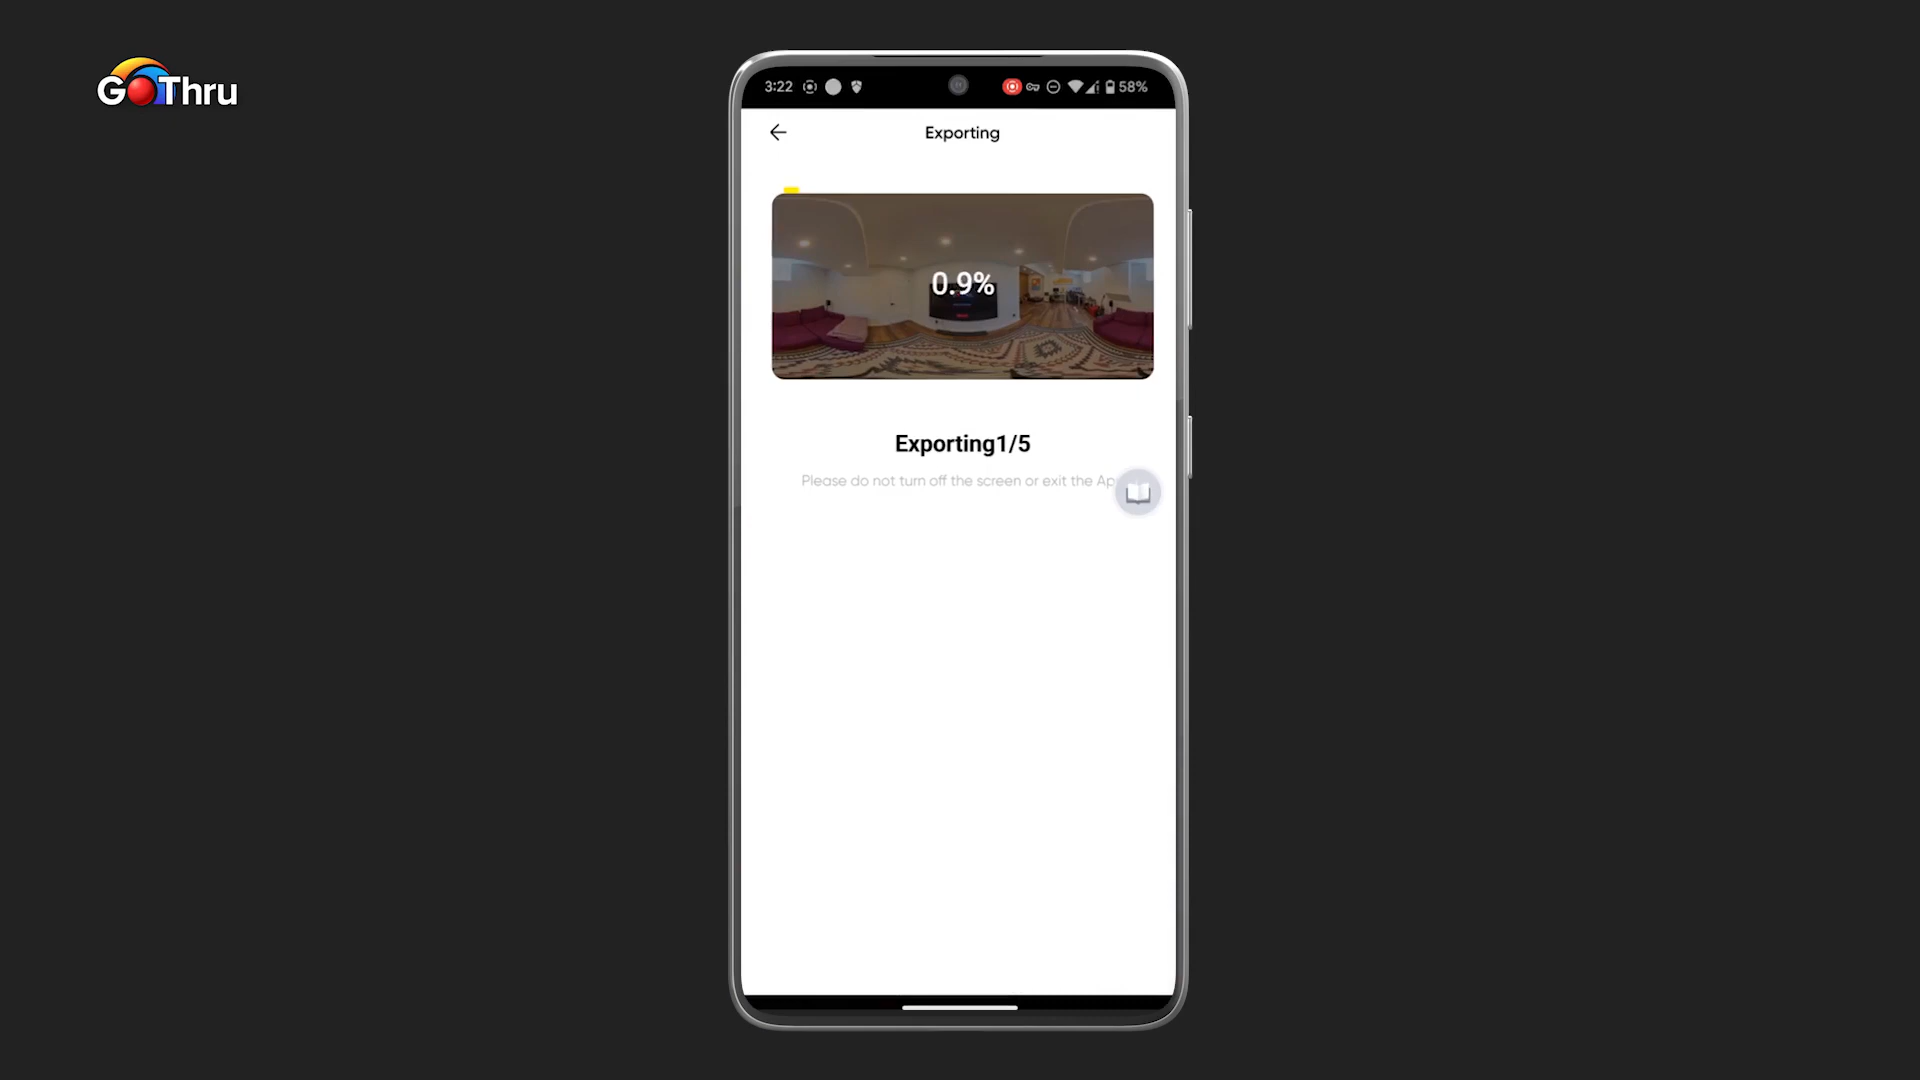 GoThru
3:22
58%
Exporting
0.9%
Exporting1/5
Please do not turn off the screen or exit the Ap